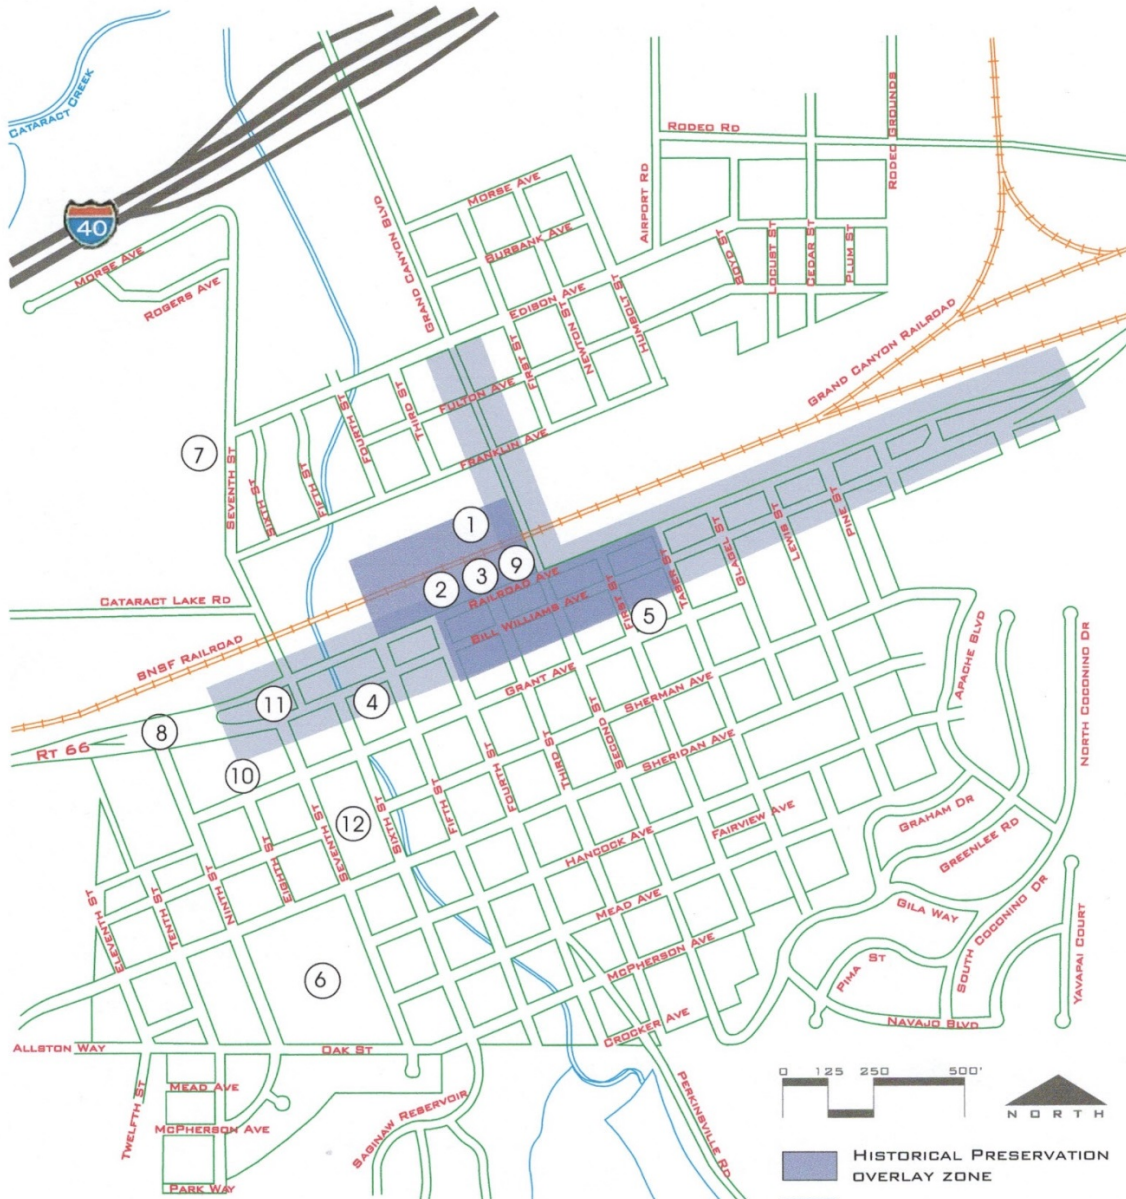 CATARACT CREEK
40
MORSE AVE
ROGERS AVE
GRAND CANYON BLVD
MORSE AVE
BURBANK AVE
EDISON AVE
FIRST ST
NEWTON ST
HUMBOLT ST
AIRPORT RD
RODEO RD
RODEO GROUNDS
BOYD ST
LOCUST ST
CEDAR ST
PLUM ST
GRAND CANYON RAILROAD
FULTON AVE
FRANKLIN AVE
THIRD ST
FOURTH ST
FIFTH ST
SIXTH ST
SEVENTH ST
7
1
2
3
9
RAILROAD AVE
BILL WILLIAMS AVE
FIRST ST
5
TABER ST
SLAGEL ST
LEWIS ST
PINE ST
CATARACT LAKE RD
BNSF RAILROAD
RT 66
8
11
4
10
12
6
GRANT AVE
SHERMAN AVE
SHERIDAN AVE
SECOND ST
THIRD ST
FOURTH ST
FIFTH ST
SIXTH ST
SEVENTH ST
EIGHTH ST
NINTH ST
TENTH ST
ELEVENTH ST
HANCOCK AVE
FAIRVIEW AVE
MEAD AVE
MCPHERSON AVE
CROCKER AVE
APACHE BLVD
NORTH COCONINO DR
GRAHAM DR
GREENLEE RD
GILA WAY
SOUTH COCONINO DR
PIMA ST
NAVAJO BLVD
YAVAPAI COURT
ALLSTON WAY
OAK ST
TWELFTH ST
MEAD AVE
MCPHERSON AVE
PARK WAY
SAGINAW RESERVOIR
PERKINSVILLE RD
0 125 250 500'
NORTH
HISTORICAL PRESERVATION
OVERLAY ZONE